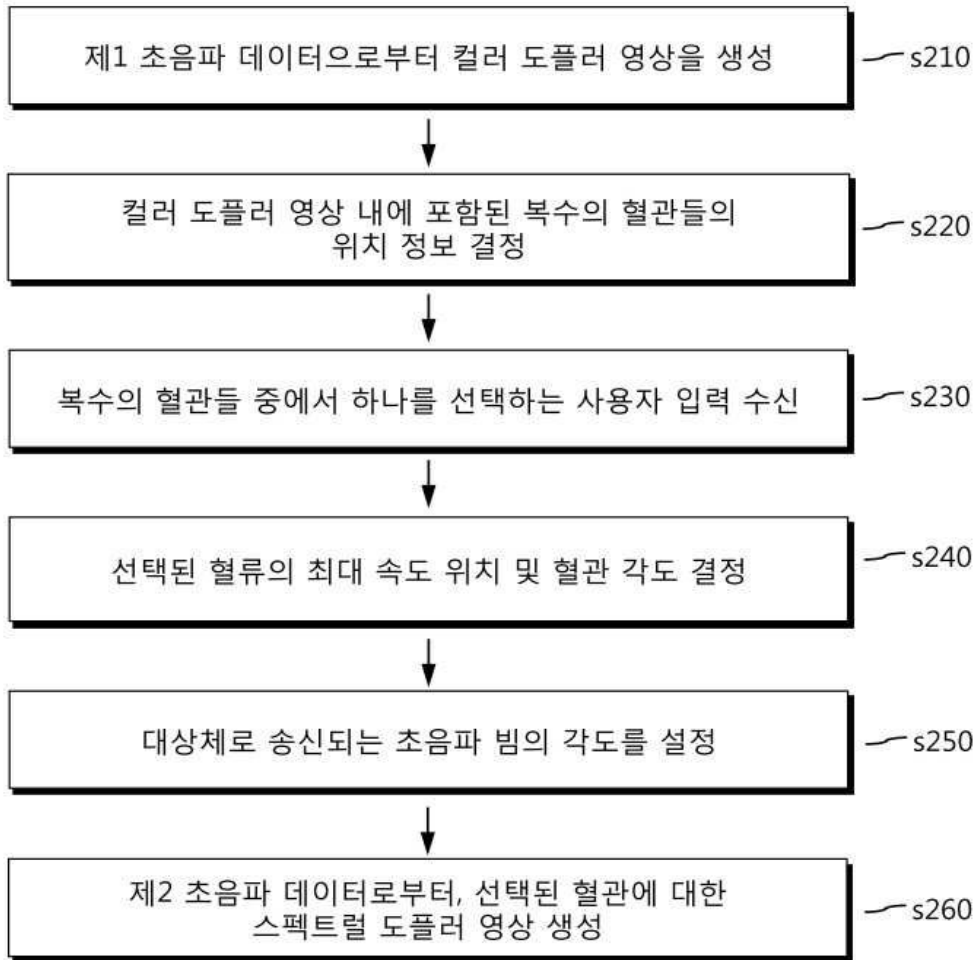 제1 초음파 데이터으로부터 컬러 도플러 영상을 생성
s210
컬러 도플러 영상 내에 포함된 복수의 혈관들의
위치 정보 결정
s220
복수의 혈관들 중에서 하나를 선택하는 사용자 입력 수신
s230
선택된 혈류의 최대 속도 위치 및 혈관 각도 결정
s240
대상체로 송신되는 초음파 빔의 각도를 설정
s250
제2 초음파 데이터로부터, 선택된 혈관에 대한
스펙트럴 도플러 영상 생성
s260